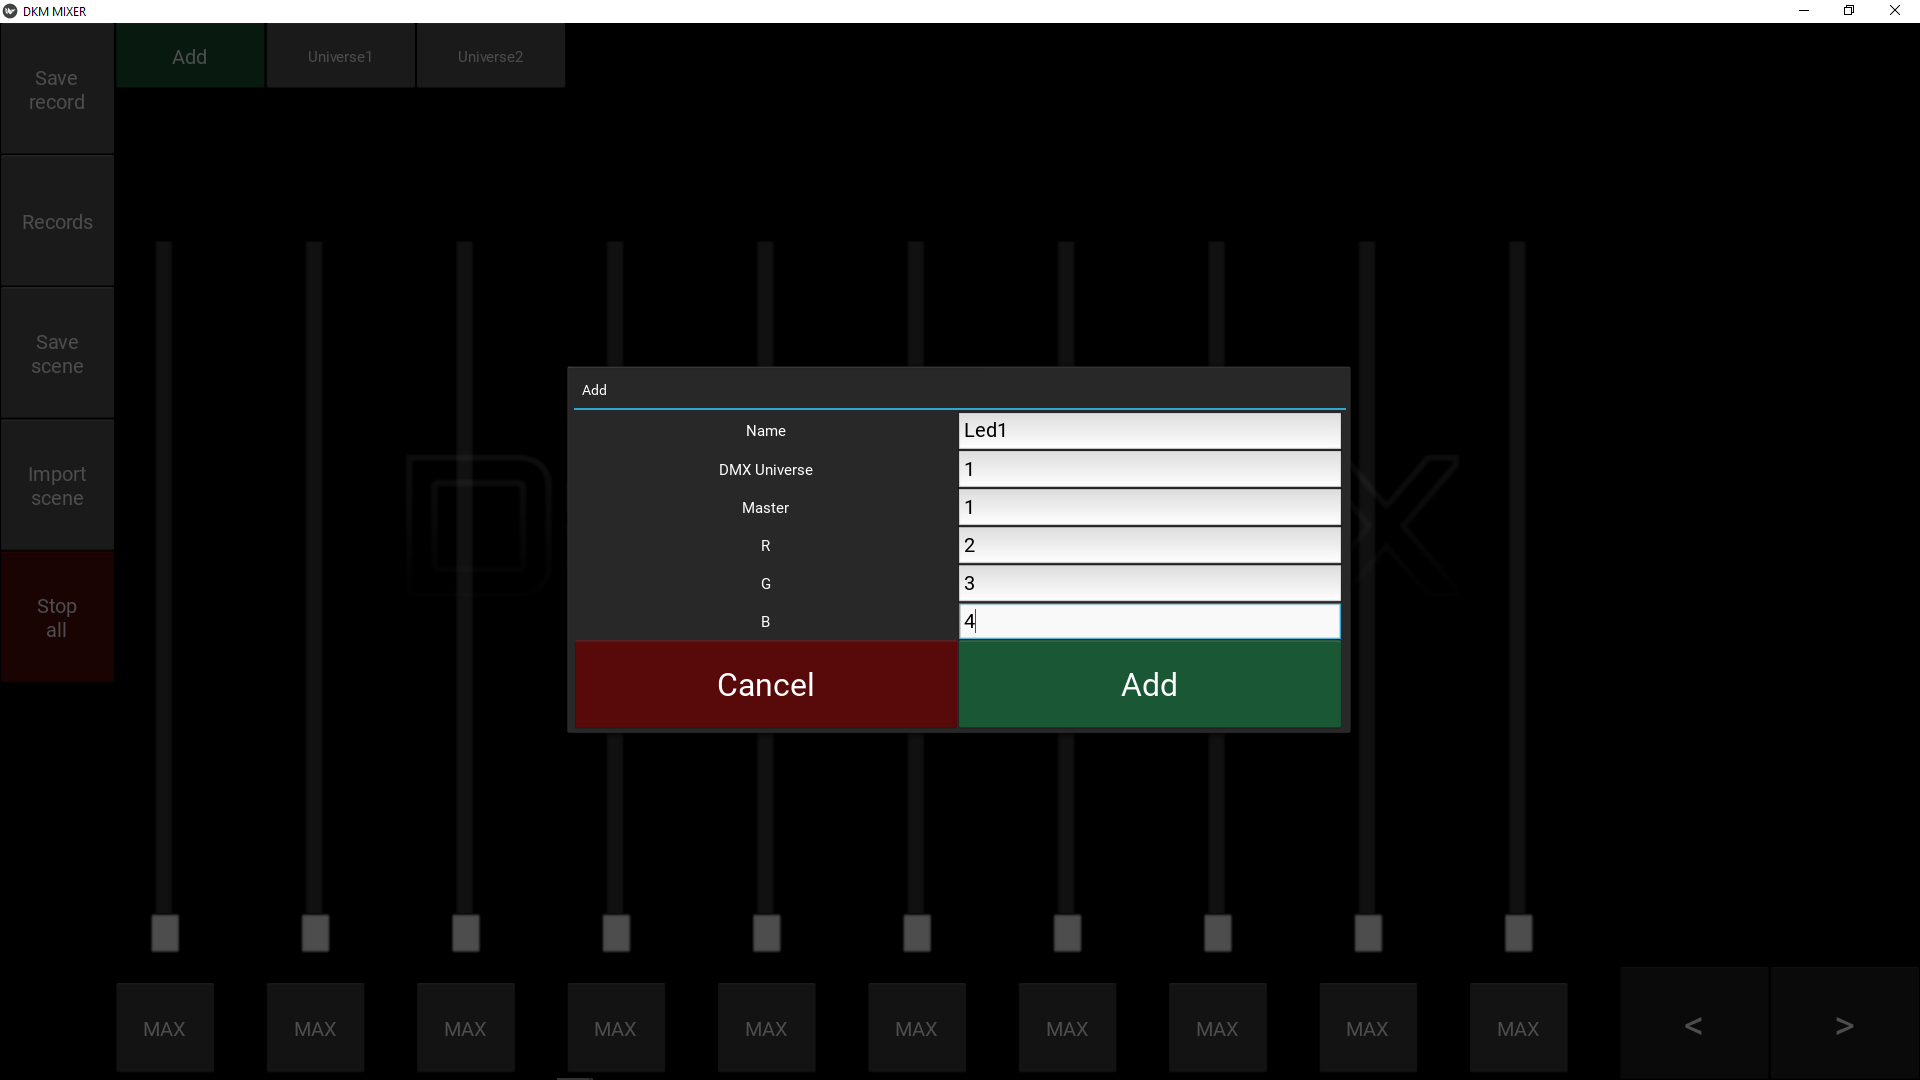 DKM MIXER
Save
record
Add
Universe1
Universe2
Records
Save
scene
Import
scene
Stop
all
Add
Name
Led1
DMX Universe
1
Master
1
R
2
G
3
B
4
Cancel
Add
MAX
MAX
MAX
MAX
MAX
MAX
MAX
MAX
MAX
MAX
<
>